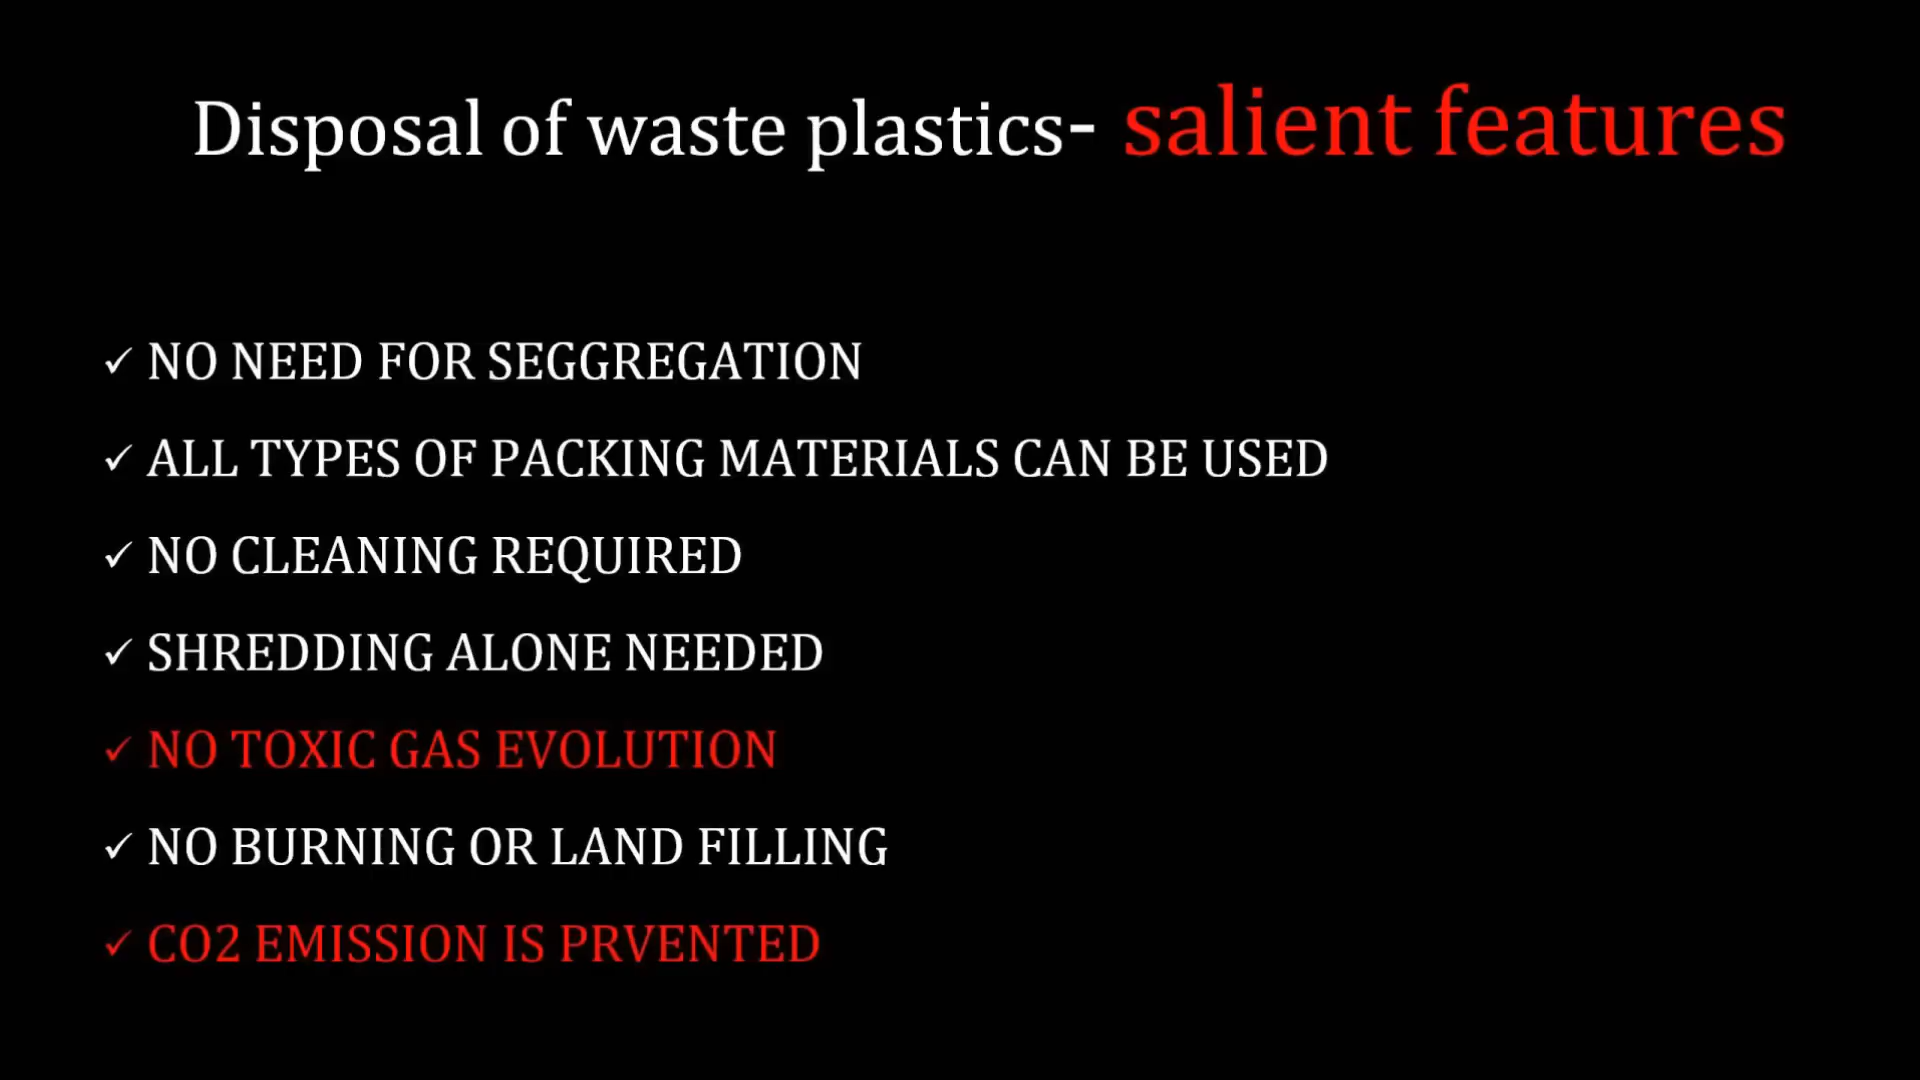 Disposal of waste plastics- salient features
✓ NO NEED FOR SEGGREGATION
✓ ALL TYPES OF PACKING MATERIALS CAN BE USED
✓ NO CLEANING REQUIRED
✓ SHREDDING ALONE NEEDED
✓ NO TOXIC GAS EVOLUTION
✓ NO BURNING OR LAND FILLING
✓ CO2 EMISSION IS PRVENTED